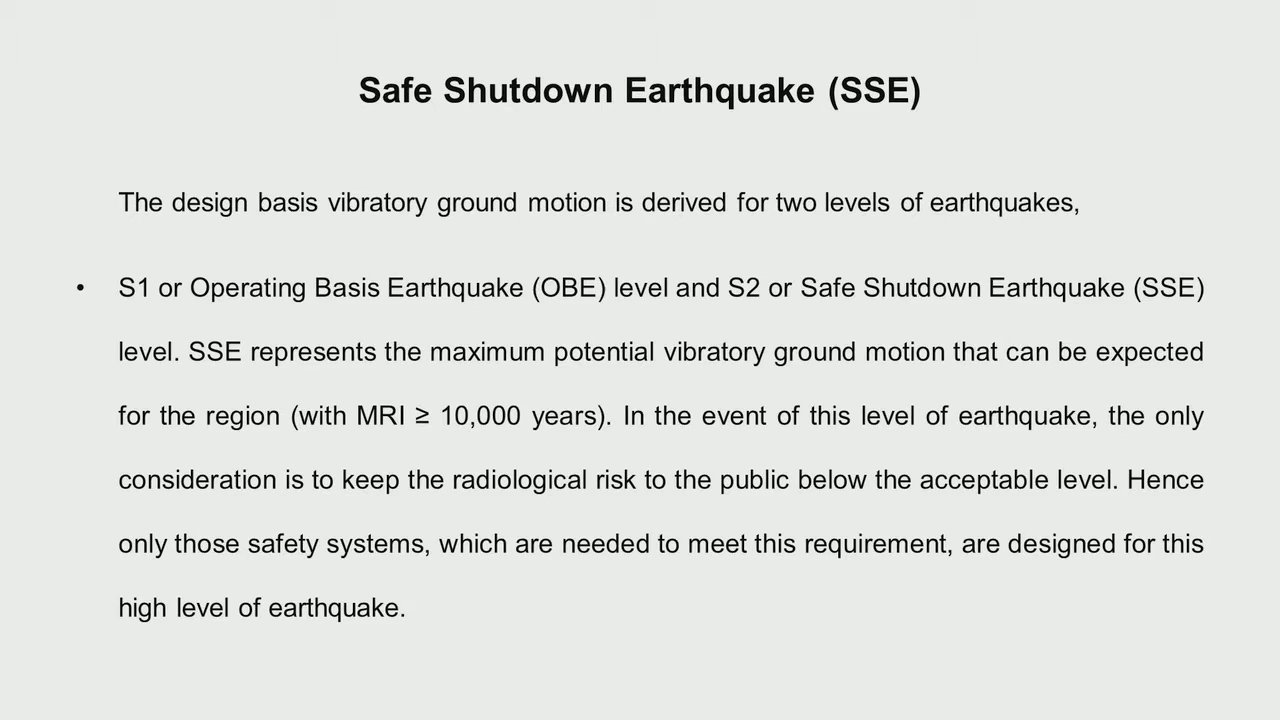 Safe Shutdown Earthquake (SSE)
The design basis vibratory ground motion is derived for two levels of earthquakes,
• S1 or Operating Basis Earthquake (OBE) level and S2 or Safe Shutdown Earthquake (SSE)
level. SSE represents the maximum potential vibratory ground motion that can be expected
for the region (with MRI ≥ 10,000 years). In the event of this level of earthquake, the only
consideration is to keep the radiological risk to the public below the acceptable level. Hence
only those safety systems, which are needed to meet this requirement, are designed for this
high level of earthquake.